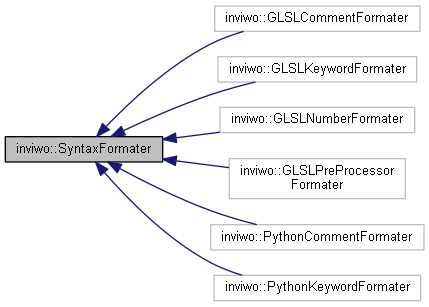 inviwo::GLSLCommentFormater
inviwo::GLSLKeywordFormater
inviwo::GLSLNumberFormater
inviwo::SyntaxFormater
inviwo::GLSLPreProcessor
Formater
inviwo::PythonCommentFormater
inviwo::PythonKeywordFormater